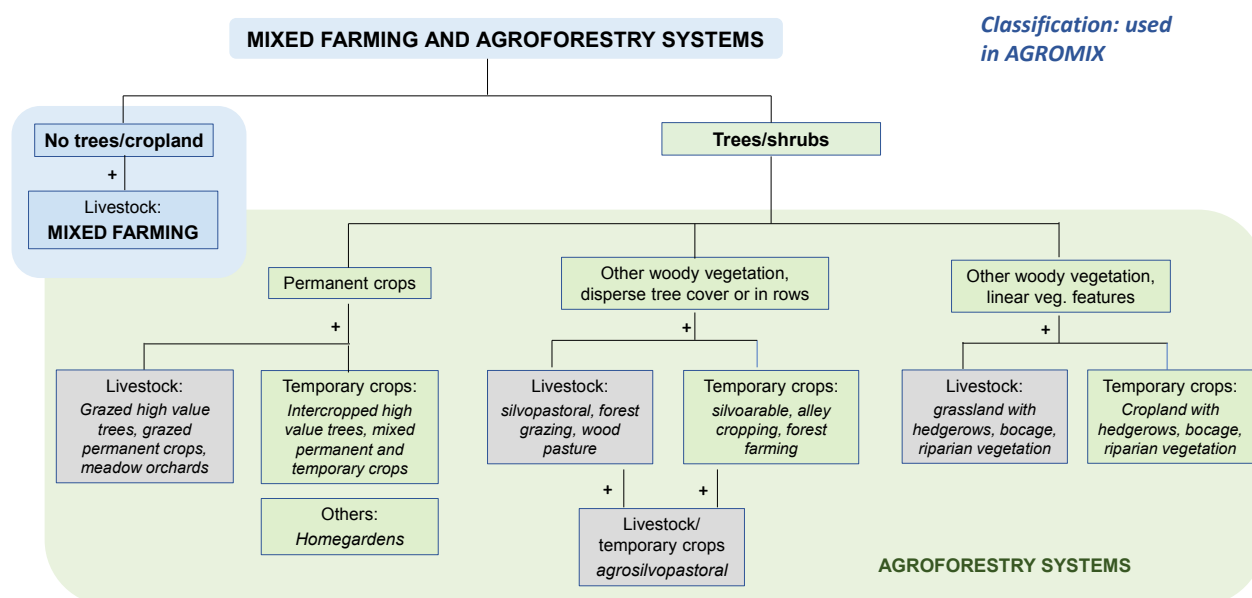 MIXED FARMING AND AGROFORESTRY SYSTEMS
Classification: used
in AGROMIX
No trees/cropland
+
Livestock:
MIXED FARMING
Trees/shrubs
Permanent crops
+
Livestock:
Grazed high value
trees, grazed
permanent crops,
meadow orchards
Temporary crops:
Intercropped high
value trees, mixed
permanent and
temporary crops
Others:
Homegardens
Other woody vegetation,
disperse tree cover or in rows
+
Livestock:
silvopastoral, forest
grazing, wood
pasture
Temporary crops:
silvoarable, alley
cropping, forest
farming
+
+
Livestock/
temporary crops
agrosilvopastoral
Other woody vegetation,
linear veg. features
+
Livestock:
grassland with
hedgerows, bocage,
riparian vegetation
Temporary crops:
Cropland with
hedgerows, bocage,
riparian vegetation
AGROFORESTRY SYSTEMS